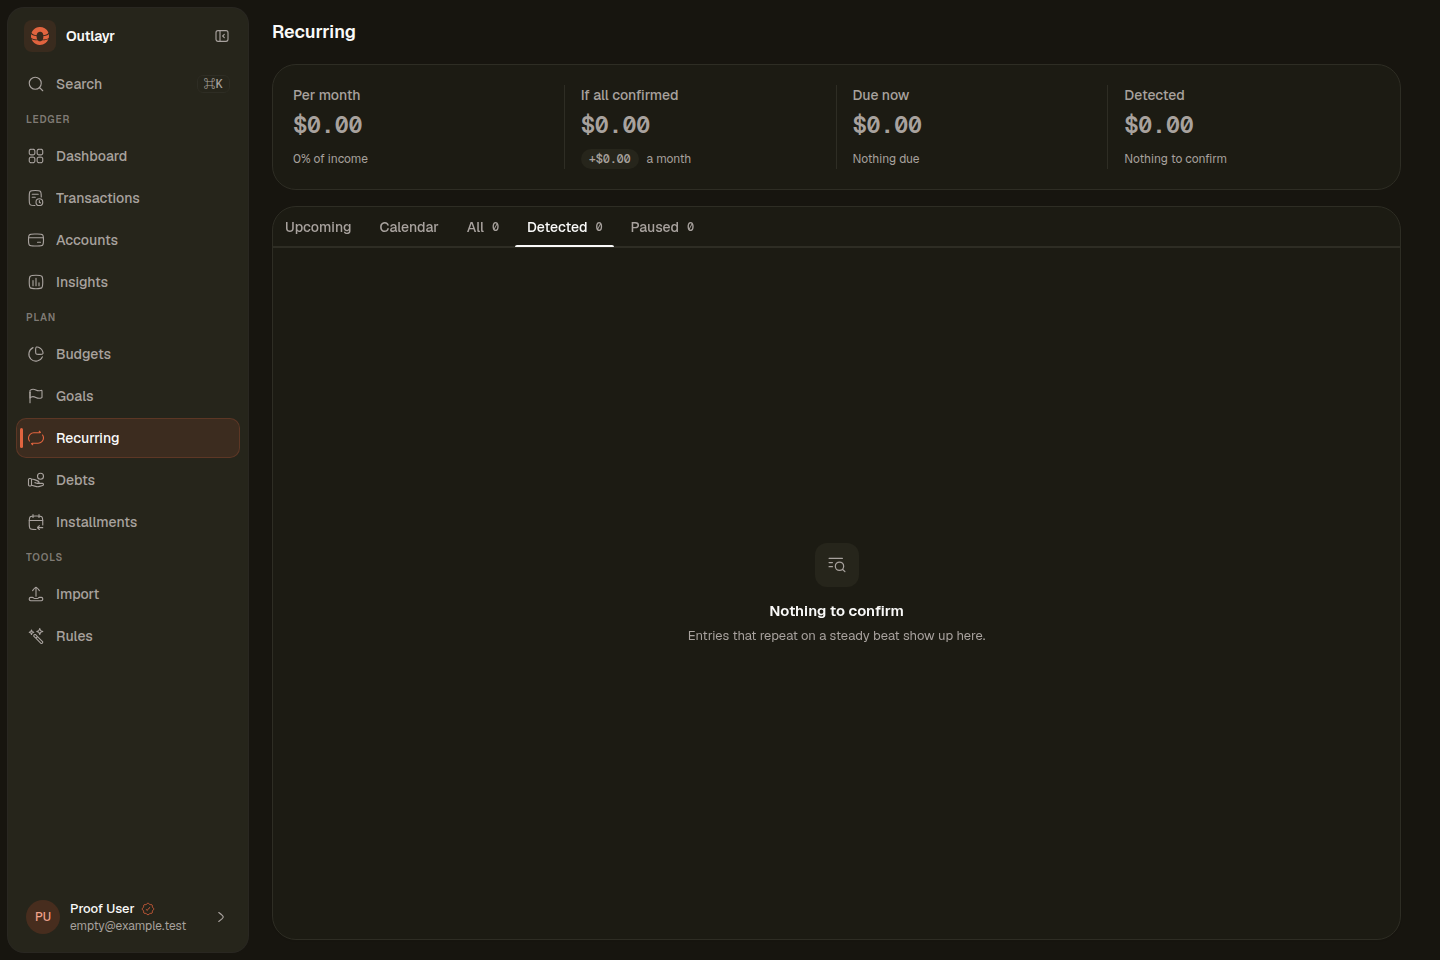 Outlayr
Search ⌘K
LEDGER
Dashboard
Transactions
Accounts
Insights
PLAN
Budgets
Goals
Recurring
Debts
Installments
TOOLS
Import
Rules
PU
Proof User
empty@example.test
Recurring
Per month
$0.00
0% of income
If all confirmed
$0.00
+$0.00 a month
Due now
$0.00
Nothing due
Detected
$0.00
Nothing to confirm
Upcoming Calendar All 0 Detected 0 Paused 0
Nothing to confirm
Entries that repeat on a steady beat show up here.